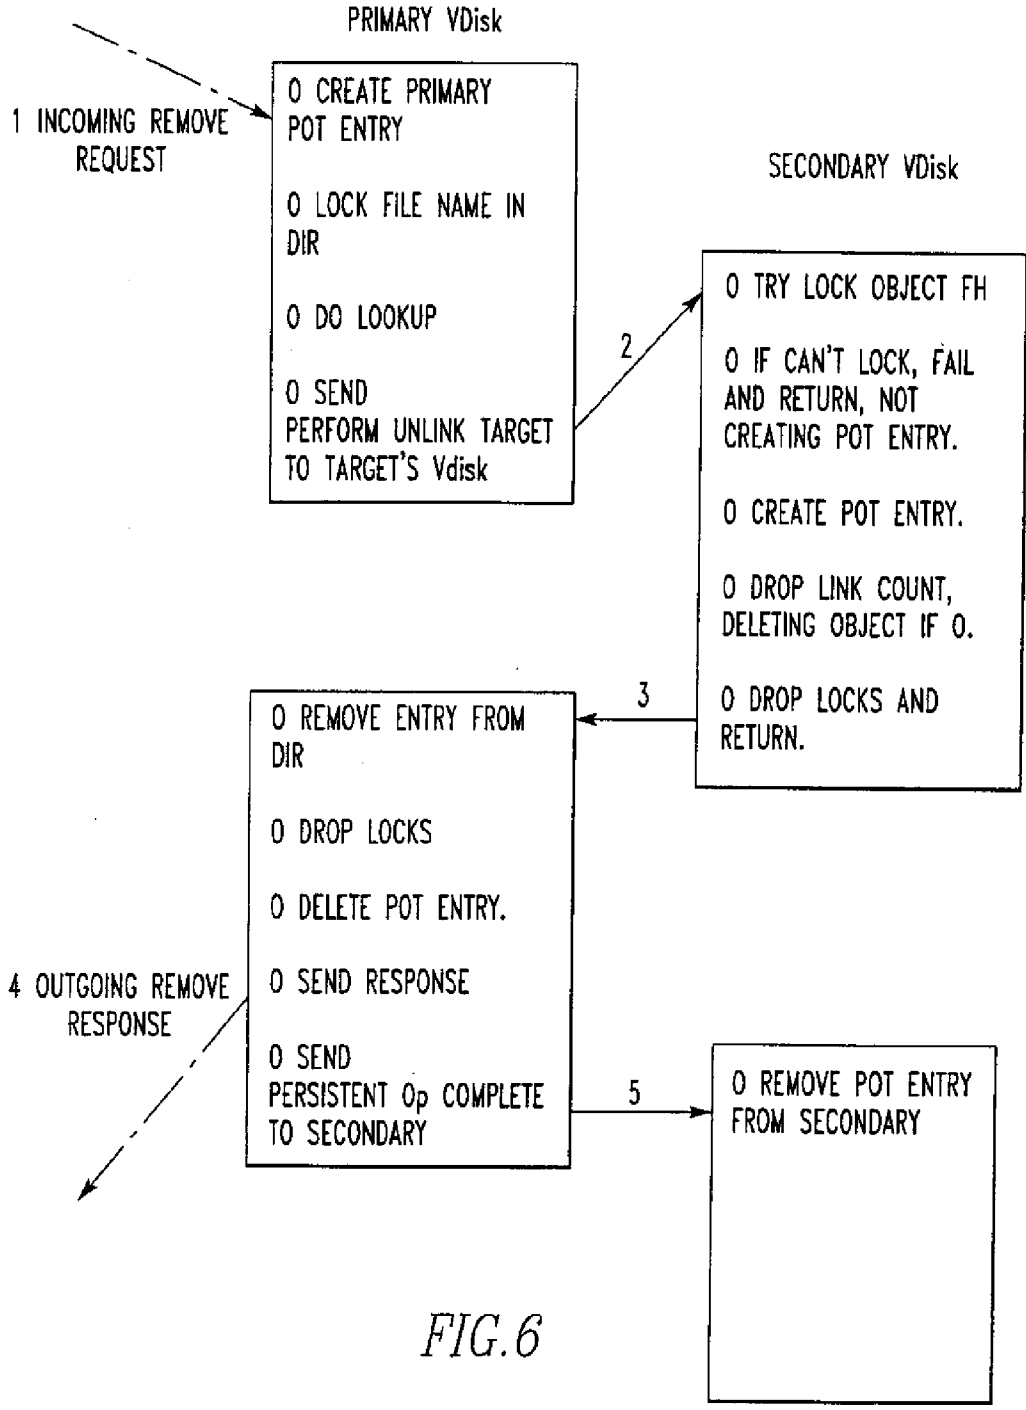 PRIMARY VDisk
1 INCOMING REMOVE
REQUEST
O CREATE PRIMARY
POT ENTRY
O LOCK FILE NAME IN
DIR
O DO LOOKUP
O SEND
PERFORM UNLINK TARGET
TO TARGET'S Vdisk
2
SECONDARY VDisk
O TRY LOCK OBJECT FH
O IF CAN'T LOCK, FAIL
AND RETURN, NOT
CREATING POT ENTRY.
O CREATE POT ENTRY.
O DROP LINK COUNT,
DELETING OBJECT IF 0.
O DROP LOCKS AND
RETURN.
3
O REMOVE ENTRY FROM
DIR
O DROP LOCKS
O DELETE POT ENTRY.
O SEND RESPONSE
O SEND
PERSISTENT Op COMPLETE
TO SECONDARY
4 OUTGOING REMOVE
RESPONSE
5
O REMOVE POT ENTRY
FROM SECONDARY
FIG.6